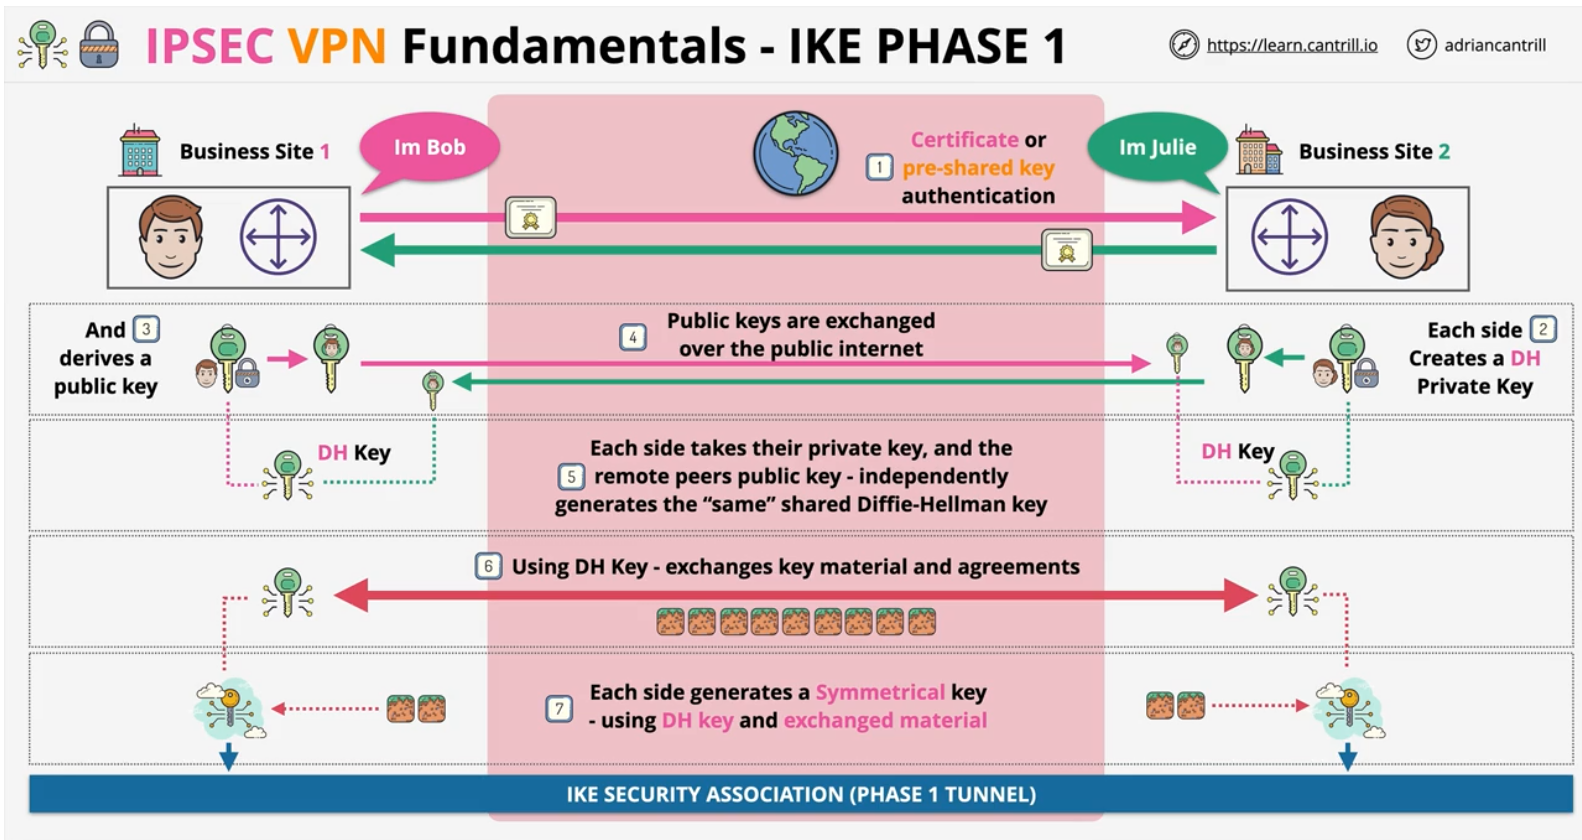 IPSEC VPN Fundamentals - IKE PHASE 1
https://learn.cantrill.io
adriancantrill
Business Site 1
Im Bob
1
Certificate or
pre-shared key
authentication
Im Julie
Business Site 2
And 3
derives a
public key
4
Public keys are exchanged
over the public internet
Each side 2
Creates a DH
Private Key
DH Key
5
Each side takes their private key, and the
remote peers public key - independently
generates the “same” shared Diffie-Hellman key
DH Key
6 Using DH Key - exchanges key material and agreements
7
Each side generates a Symmetrical key
- using DH key and exchanged material
IKE SECURITY ASSOCIATION (PHASE 1 TUNNEL)